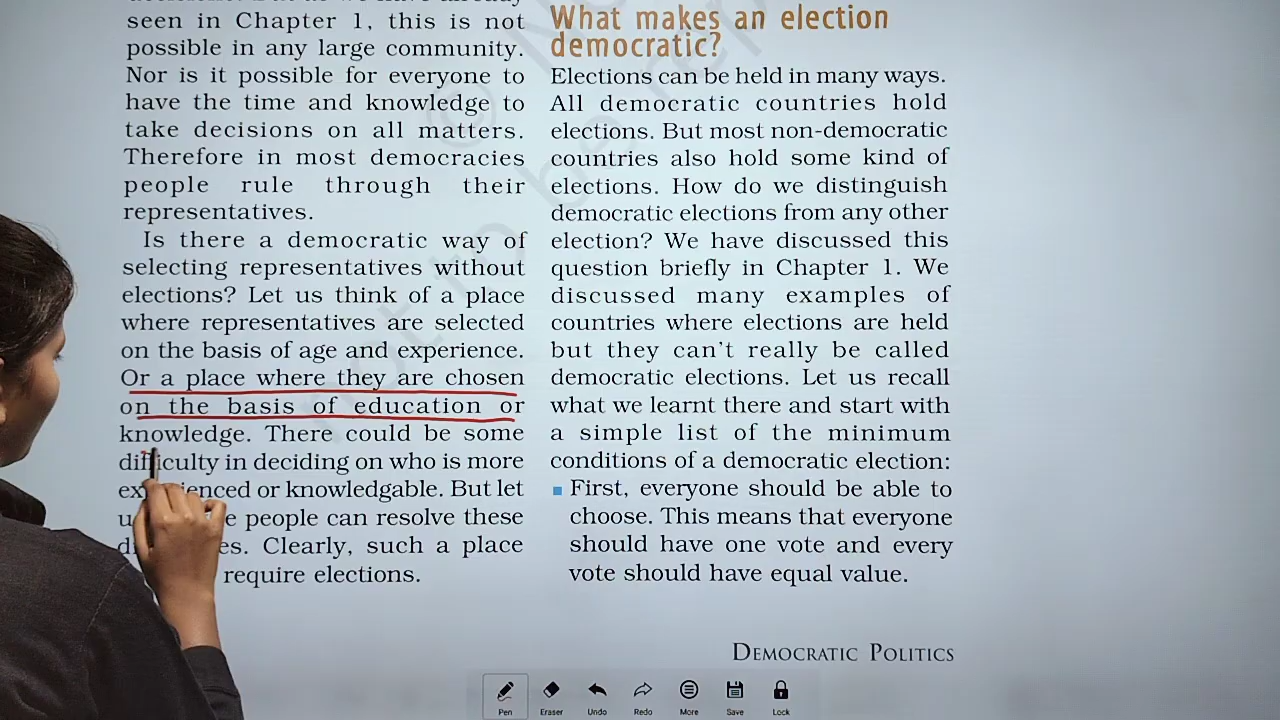 seen in Chapter 1, this is not
possible in any large community.
Nor is it possible for everyone to
have the time and knowledge to
take decisions on all matters.
Therefore in most democracies
people rule through their
representatives.
Is there a democratic way of
selecting representatives without
elections? Let us think of a place
where representatives are selected
on the basis of age and experience.
Or a place where they are chosen
on the basis of education or
knowledge. There could be some
difficulty in deciding on who is more
or knowledgable. But let
people can resolve these
Clearly, such a place
require elections.
What makes an election
democratic?
Elections can be held in many ways.
All democratic countries hold
elections. But most non-democratic
countries also hold some kind of
elections. How do we distinguish
democratic elections from any other
election? We have discussed this
question briefly in Chapter 1. We
discussed many examples of
countries where elections are held
but they can't really be called
democratic elections. Let us recall
what we learnt there and start with
a simple list of the minimum
conditions of a democratic election:
First, everyone should be able to
choose. This means that everyone
should have one vote and every
vote should have equal value.
DEMOCRATIC POLITICS
Pen
Eraser
Undo
Redo
More
Save
Lock